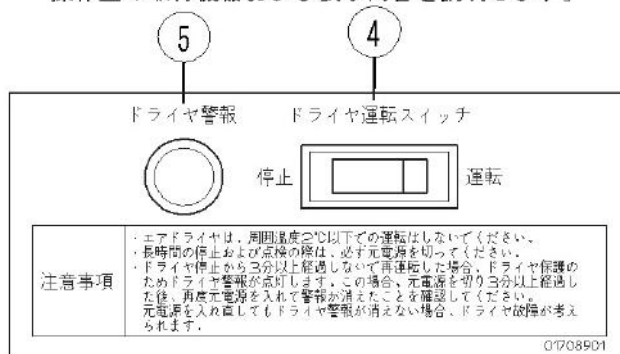 ⑤ ④
ドライヤ警報 ドライヤ運転スイッチ
停止 運転
注意事項
・エアドライヤは、周囲温度2℃以下での運転はしないでください。
・長時間の停止および点検の際は、必ず元電源を切ってください。
・ドライヤ停止から3分以上経過しないで再運転した場合、ドライヤ保護の
ためドライヤ警報が点灯します。この場合、元電源を切り3分以上経過し
た後、再度元電源を入れて警報が消えたことを確認してください。
元電源を入れ直してもドライヤ警報が消えない場合、ドライヤ故障が考え
られます。
01708901